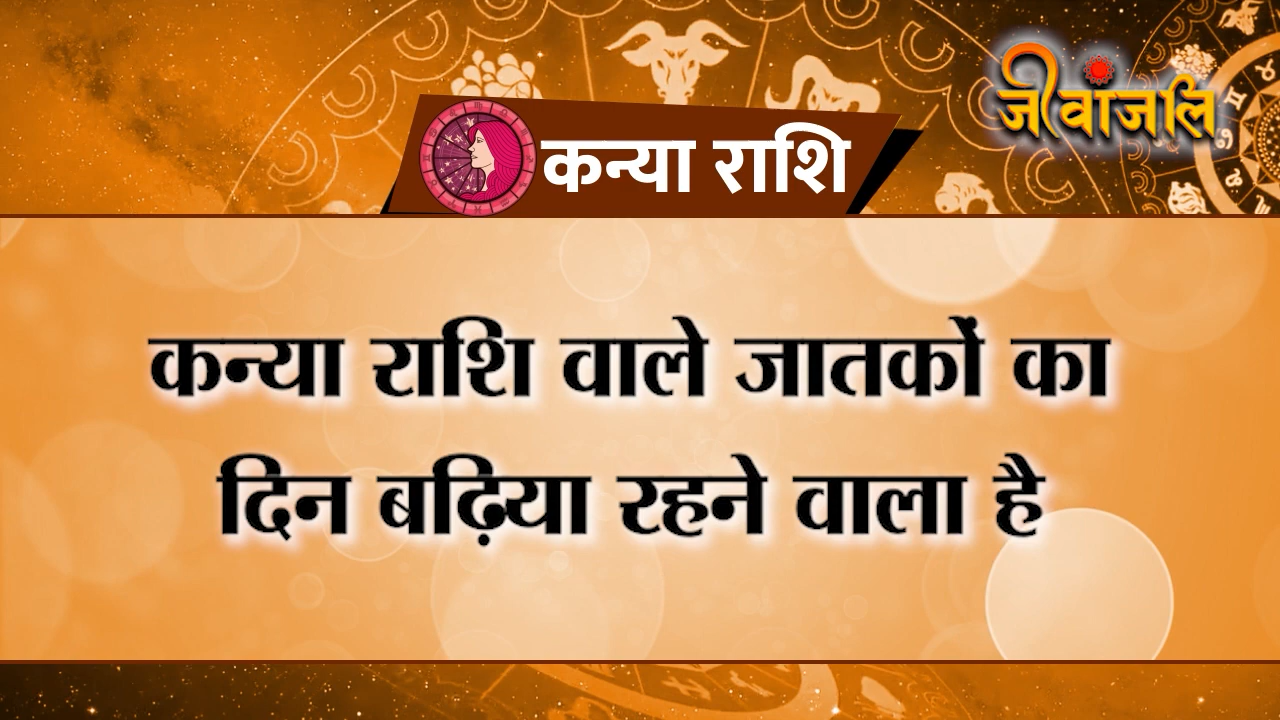 जीवांजलि
कन्या राशि
कन्या राशि वाले जातकों का
दिन बढ़िया रहने वाला है